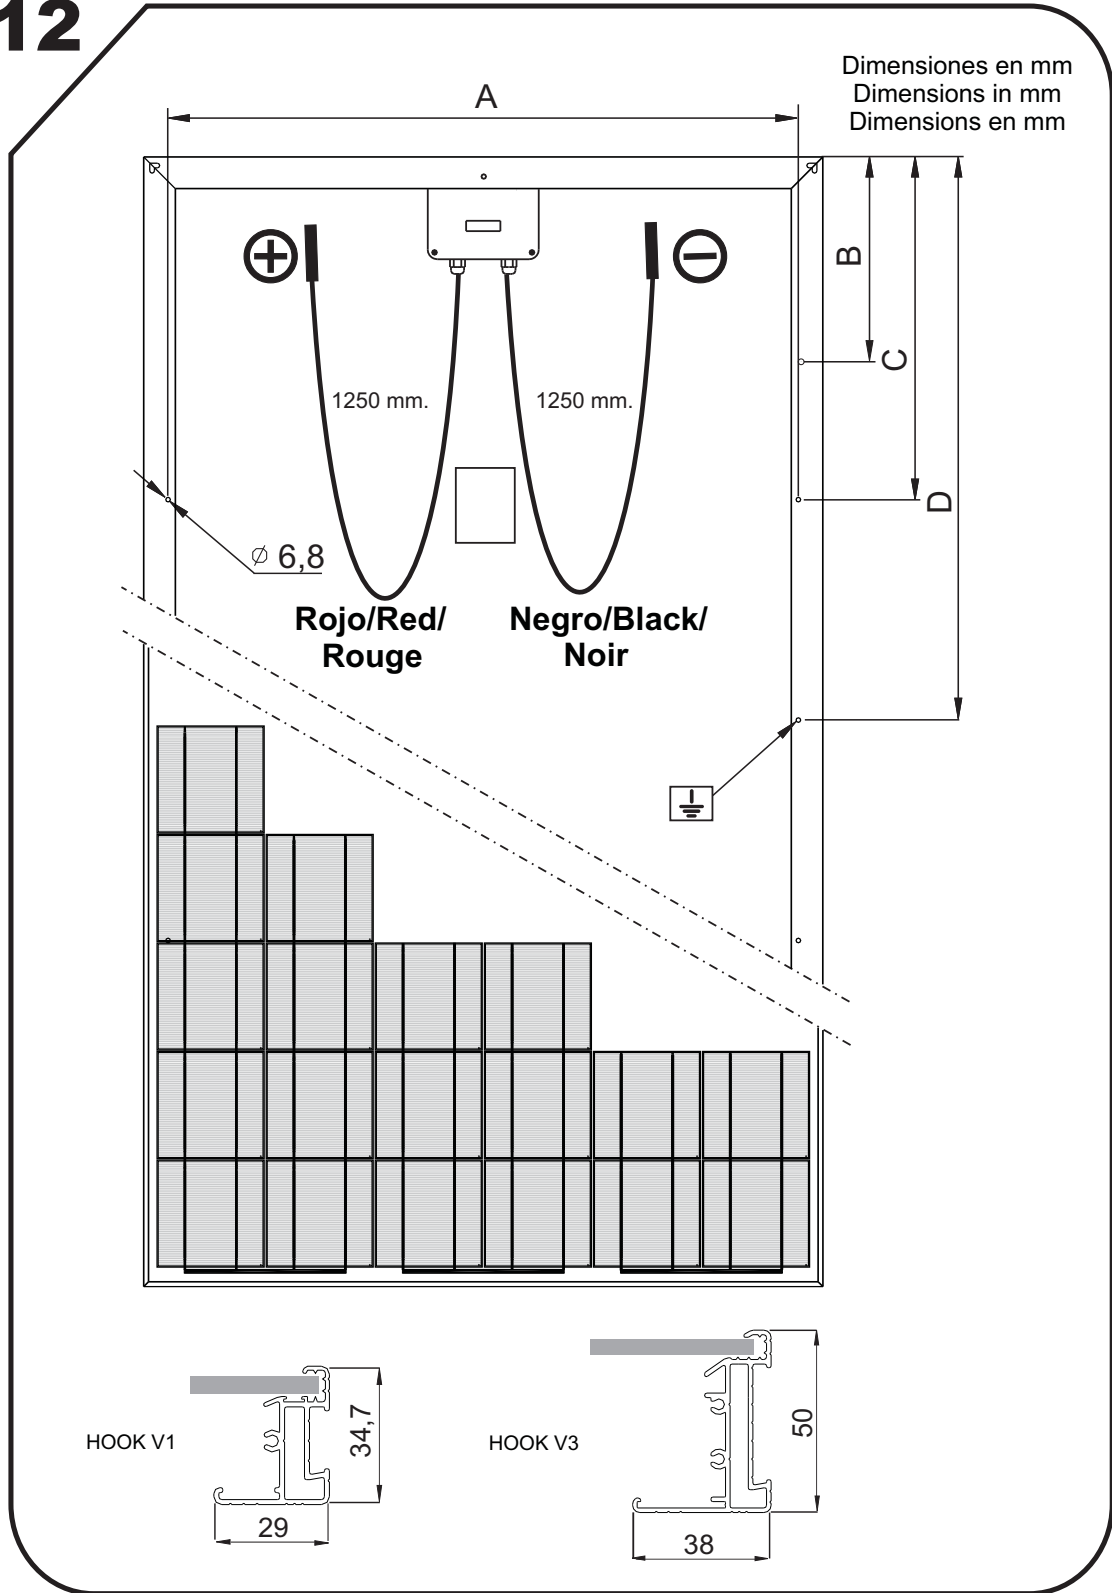 12
Dimensiones en mm
Dimensions in mm
Dimensions en mm
A
B
C
D
1250 mm.
1250 mm.
⌀ 6,8
Rojo/Red/
Rouge
Negro/Black/
Noir
HOOK V1
34,7
29
HOOK V3
50
38